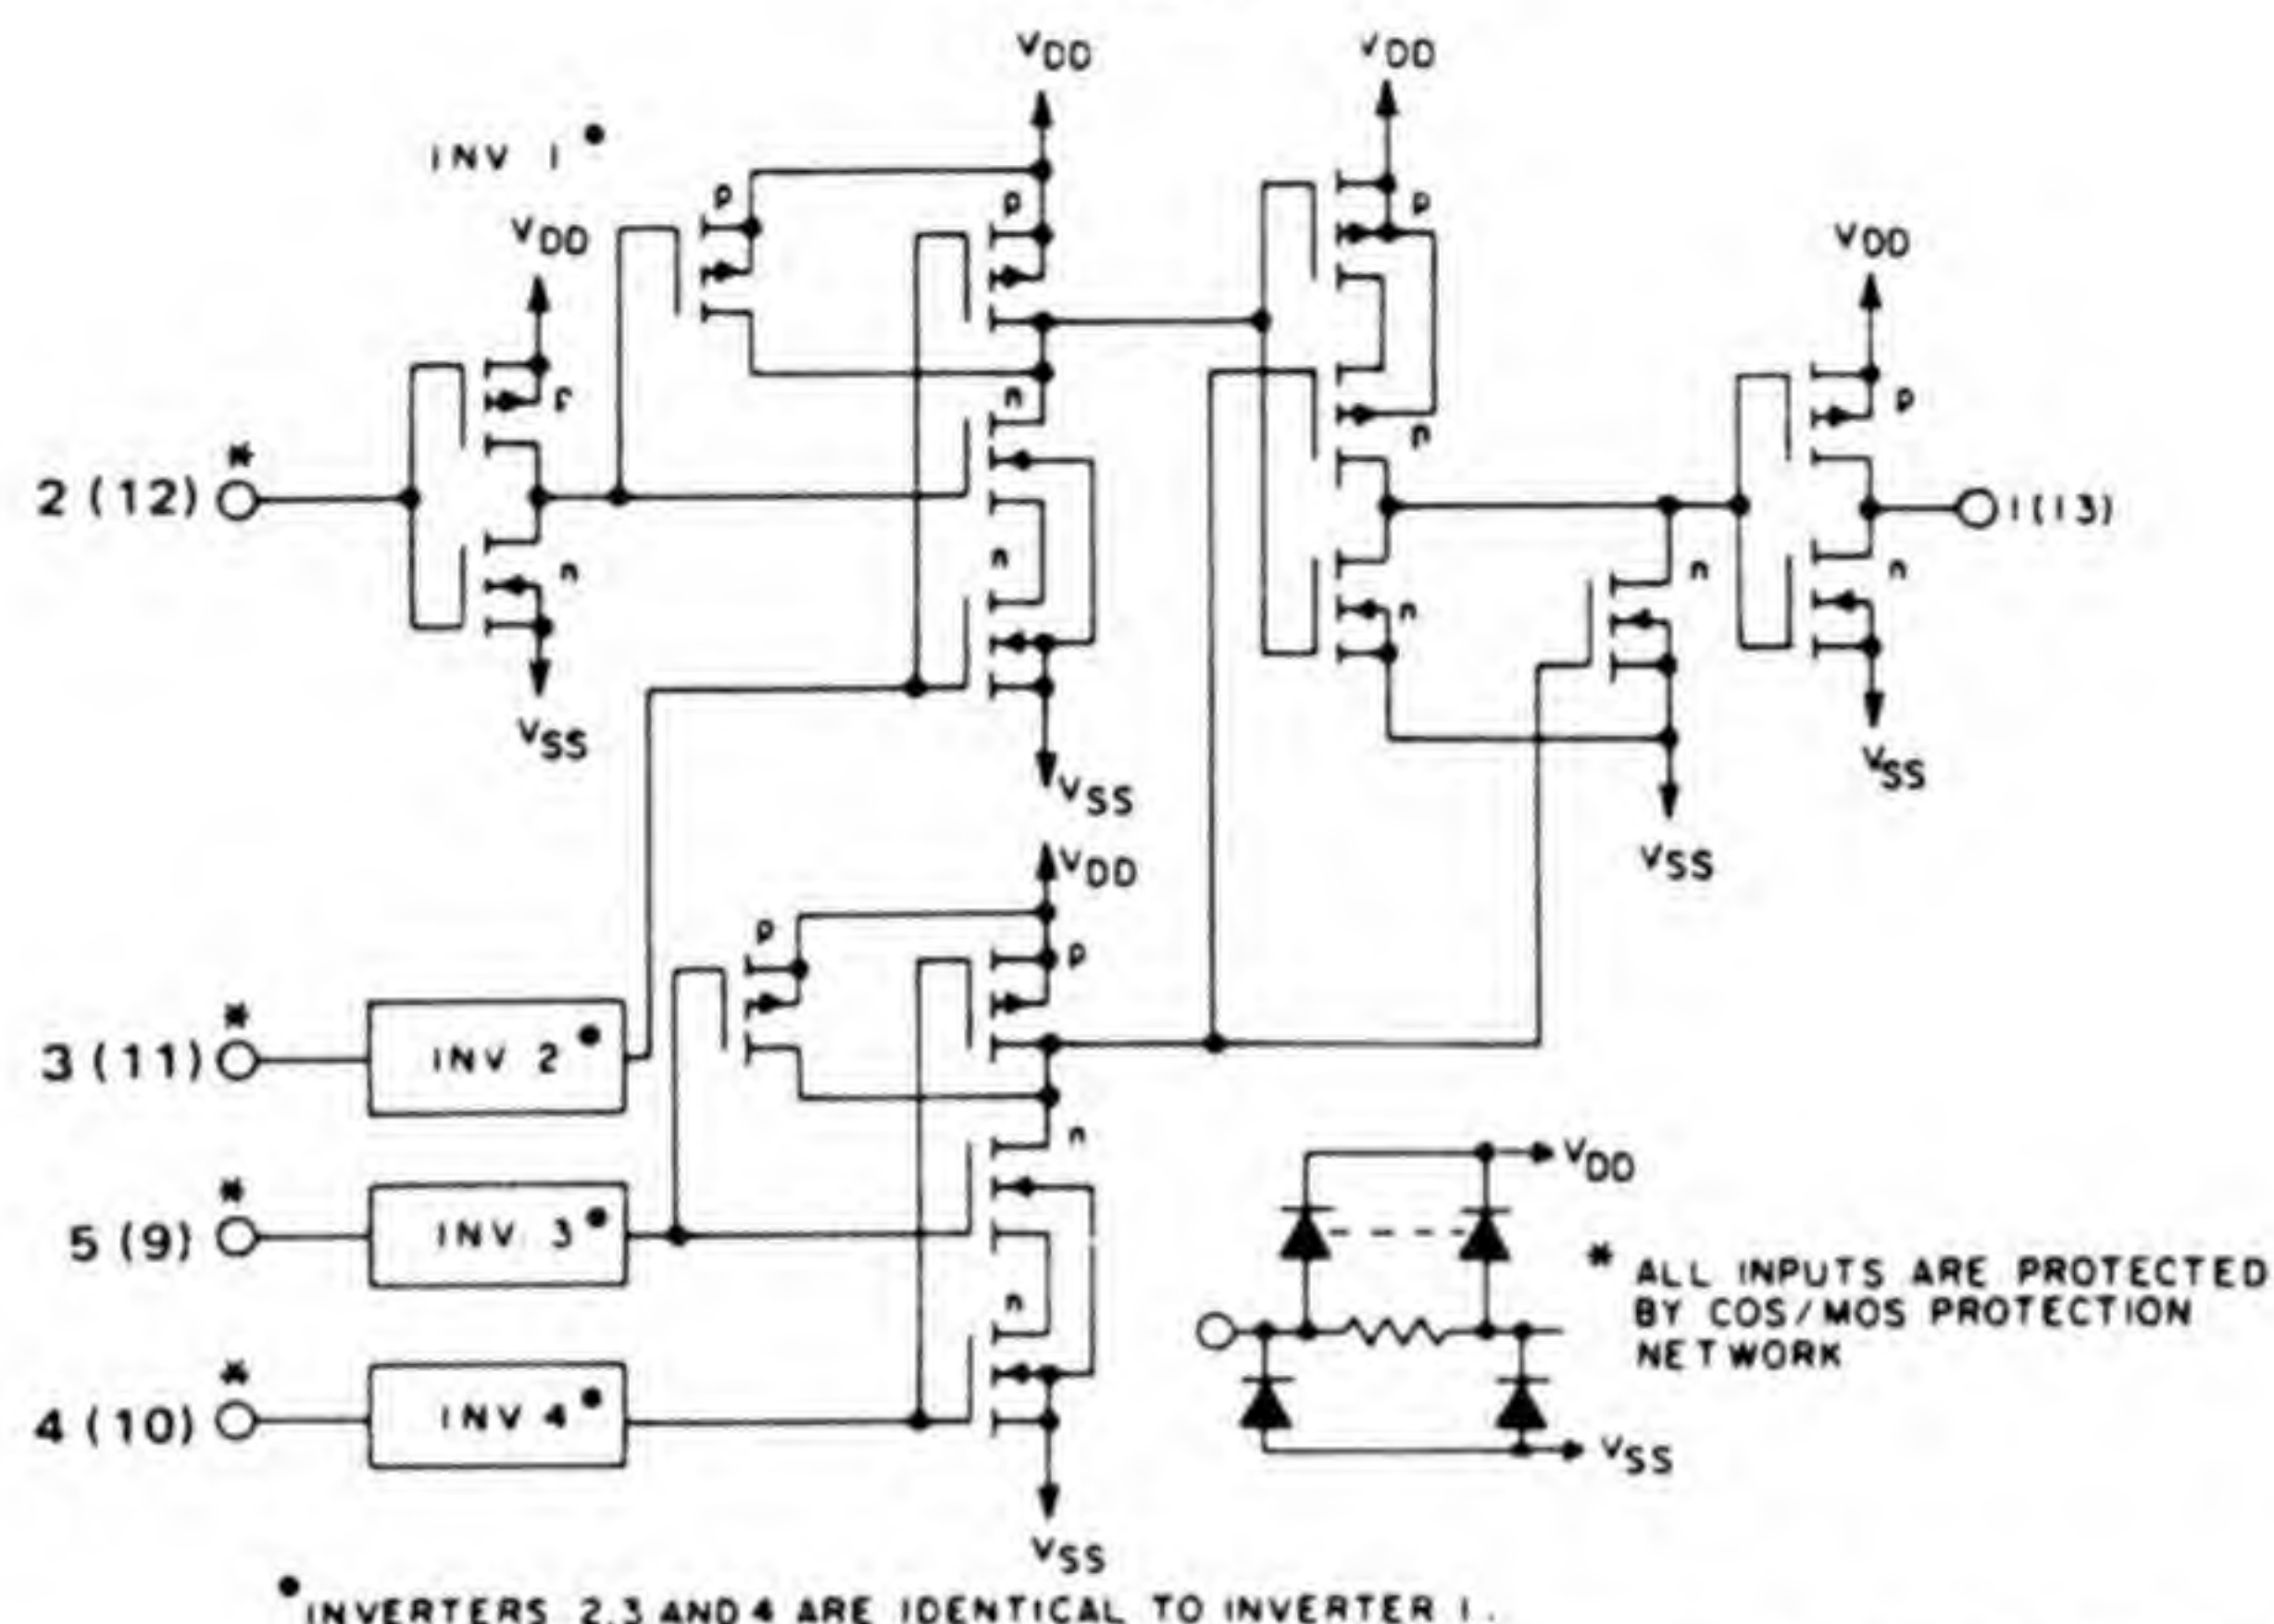 VDD
VDD
INV 1 ●
p
p
p
VDD
VDD
n
p
n
2 (12)
*
1(13)
n
n
n
n
n
VSS
VSS
VSS
VSS
VDD
p
p
*
3 (11)
INV 2 ●
n
*
5 (9)
INV. 3 ●
n
*
4 (10)
INV 4 ●
VDD
* ALL INPUTS ARE PROTECTED
BY COS/MOS PROTECTION
NETWORK
VSS
VSS
● INVERTERS 2,3 AND 4 ARE IDENTICAL TO INVERTER 1.